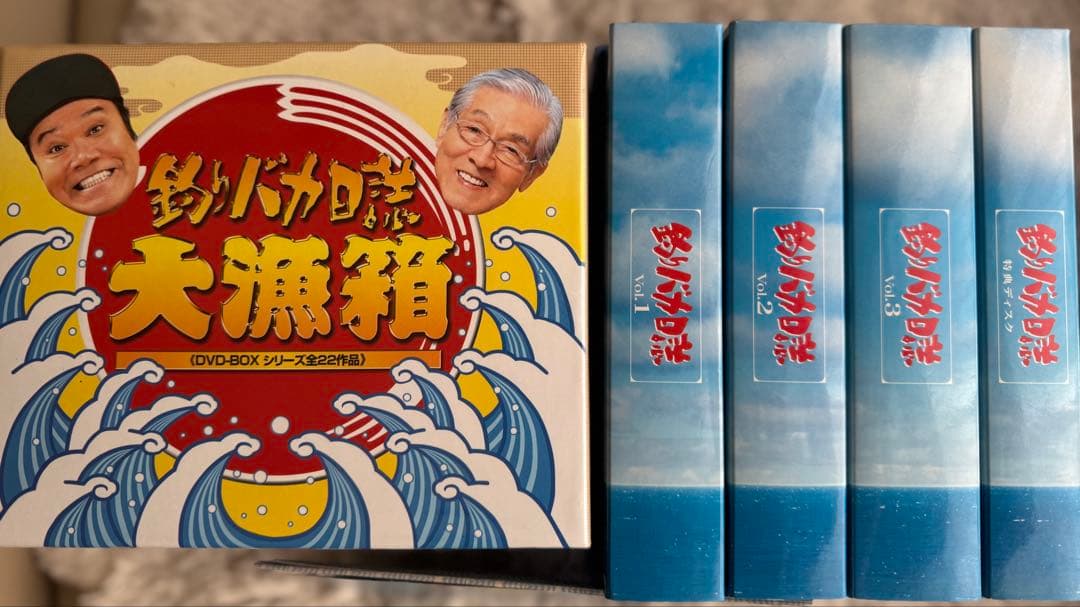 釣りバカ日誌
大漁箱
《DVD-BOX シリーズ全22作品》
釣りバカ日誌
Vol.1
釣りバカ日誌
Vol.2
釣りバカ日誌
Vol.3
釣りバカ日誌
特典ディスク